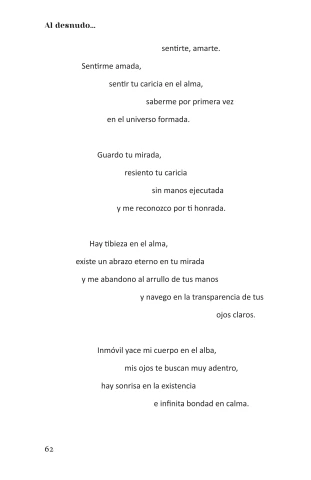 Al desnudo...
sentirte, amarte.
Sentirme amada,
sentir tu caricia en el alma,
saberme por primera vez
en el universo formada.
Guardo tu mirada,
resiento tu caricia
sin manos ejecutada
y me reconozco por ti honrada.
Hay tibieza en el alma,
existe un abrazo eterno en tu mirada
y me abandono al arrullo de tus manos
y navego en la transparencia de tus
ojos claros.
Inmóvil yace mi cuerpo en el alba,
mis ojos te buscan muy adentro,
hay sonrisa en la existencia
e infinita bondad en calma.
62